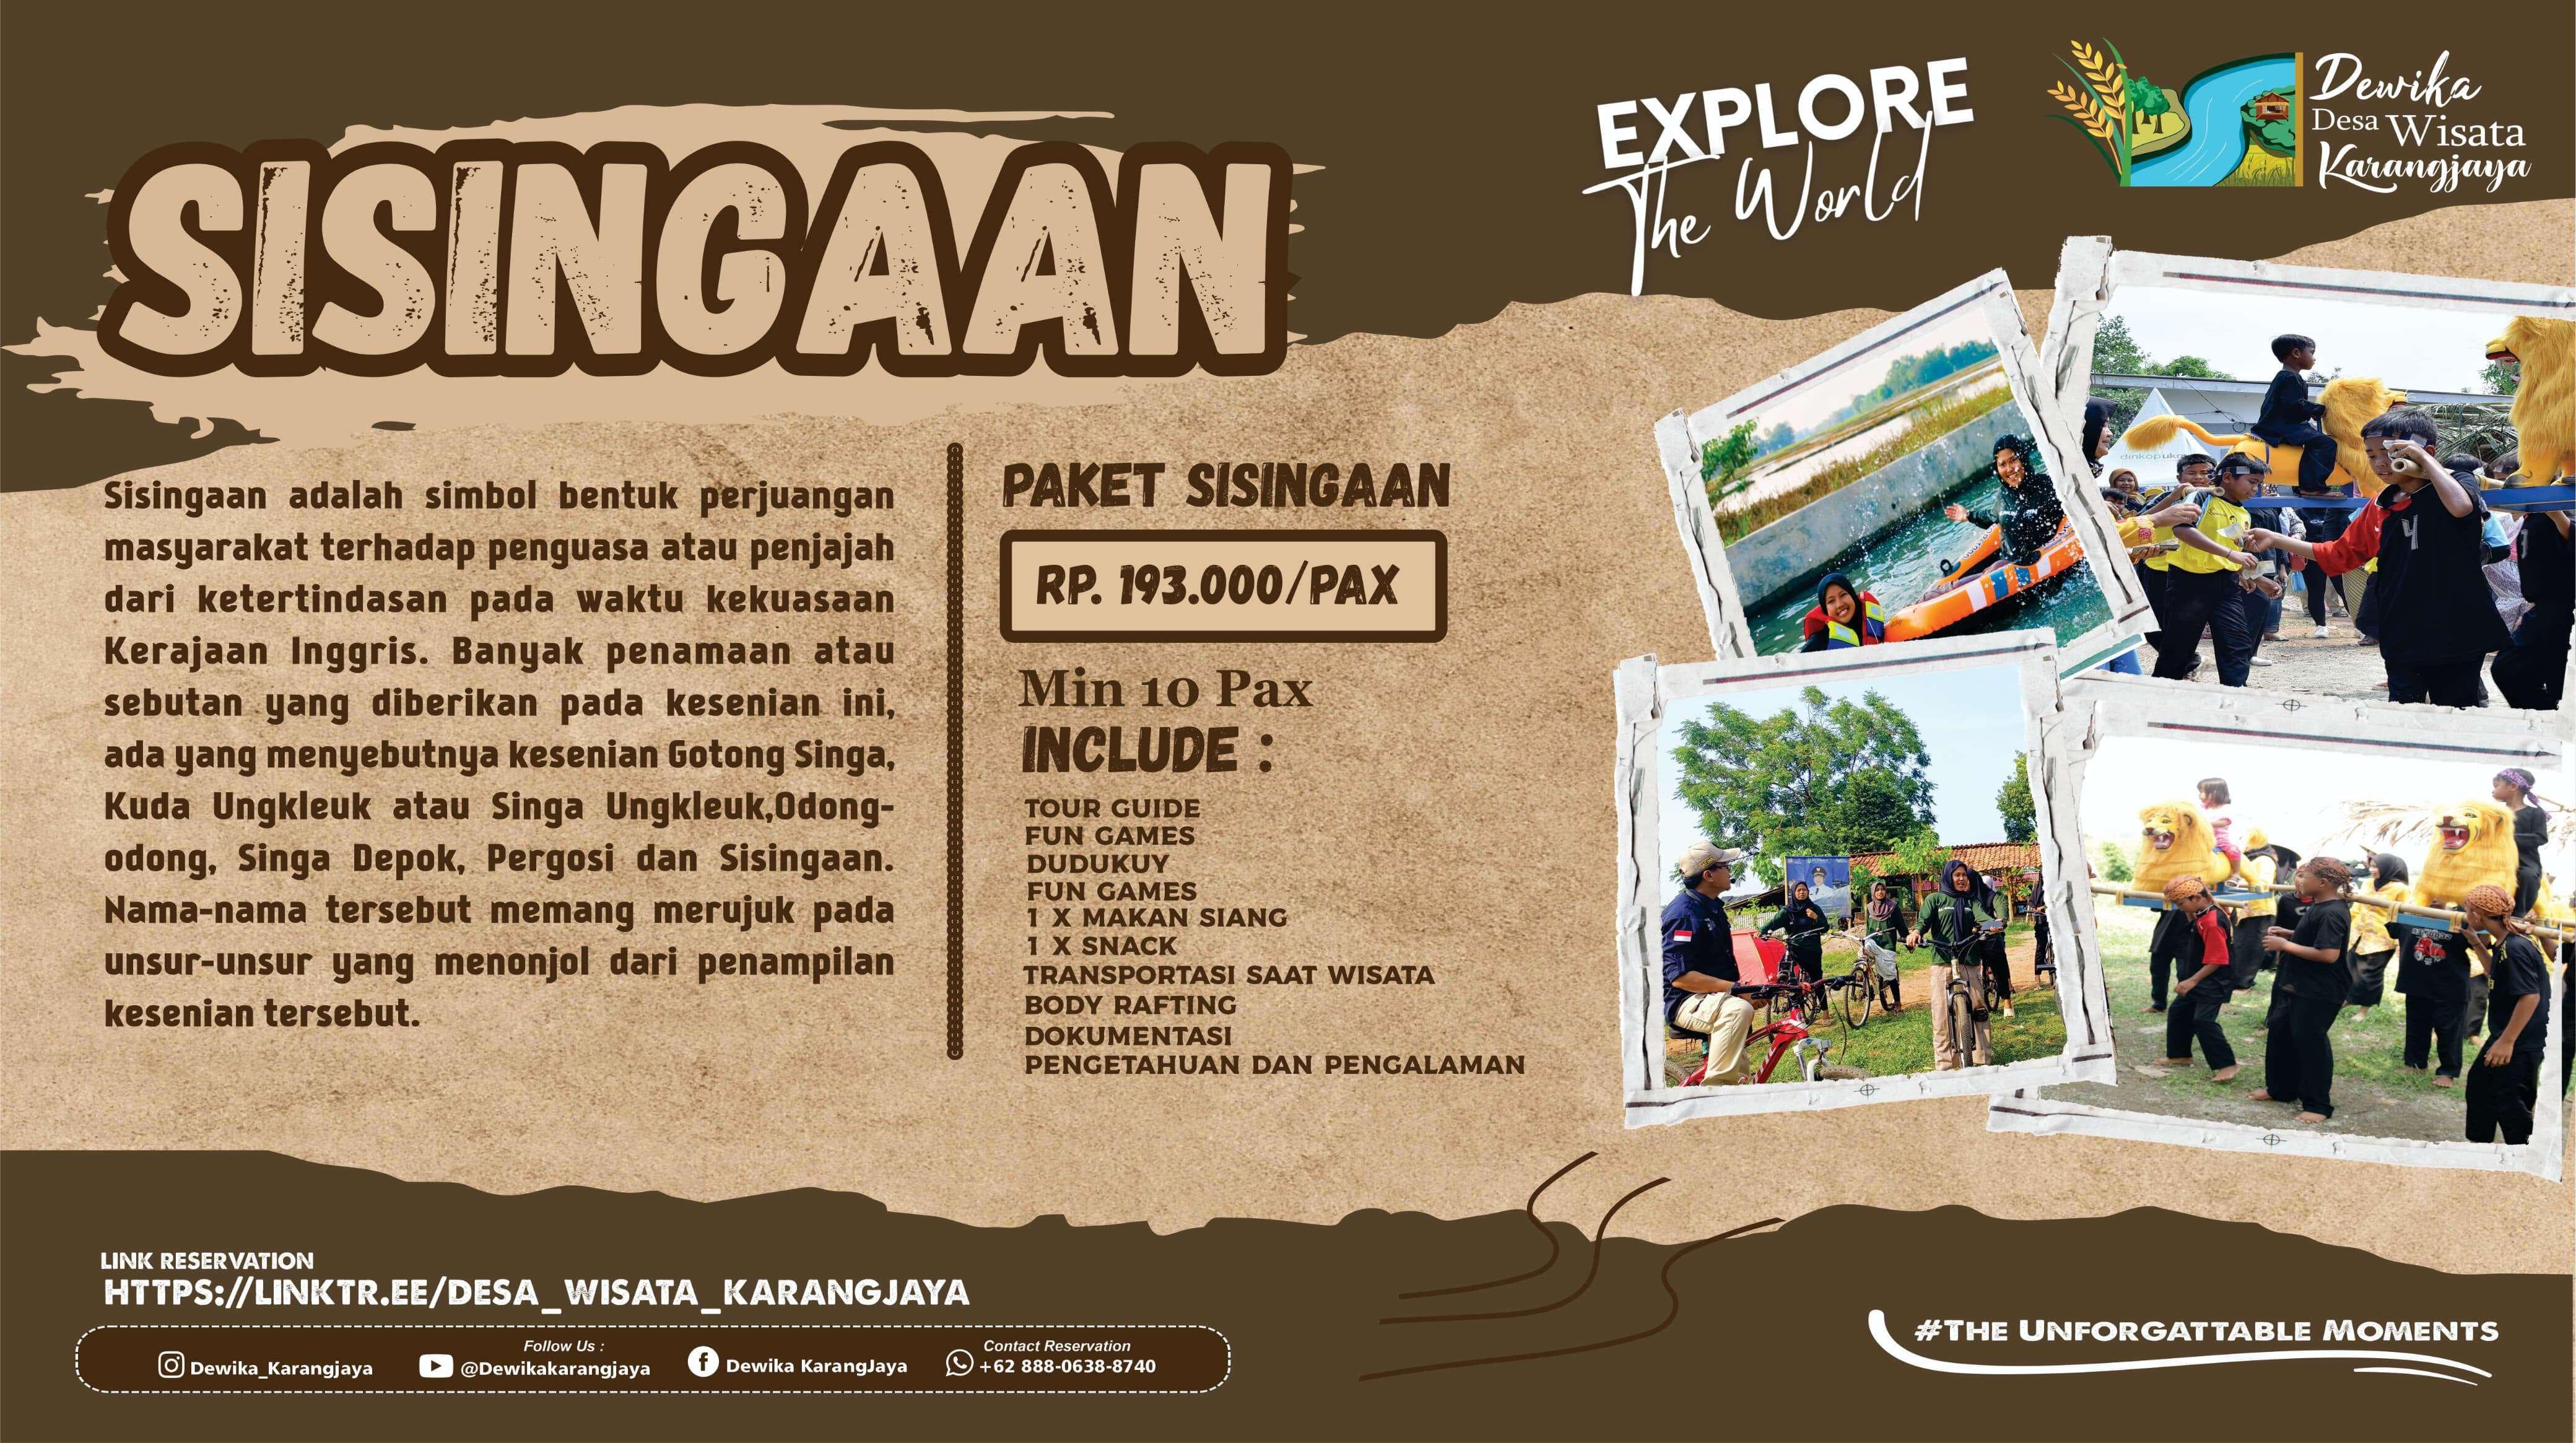 EXPLORE
The World
Dewika
Desa Wisata
Karangjaya
SISINGAAN
Sisingaan adalah simbol bentuk perjuangan
masyarakat terhadap penguasa atau penjajah
dari ketertindasan pada waktu kekuasaan
Kerajaan Inggris. Banyak penamaan atau
sebutan yang diberikan pada kesenian ini,
ada yang menyebutnya kesenian Gotong Singa,
Kuda Ungkleuk atau Singa Ungkleuk,Odong-
odong, Singa Depok, Pergosi dan Sisingaan.
Nama-nama tersebut memang merujuk pada
unsur-unsur yang menonjol dari penampilan
kesenian tersebut.
PAKET SISINGAAN
RP. 193.000/PAX
Min 10 Pax
INCLUDE :
TOUR GUIDE
FUN GAMES
DUDUKUY
FUN GAMES
1 X MAKAN SIANG
1 X SNACK
TRANSPORTASI SAAT WISATA
BODY RAFTING
DOKUMENTASI
PENGETAHUAN DAN PENGALAMAN
LINK RESERVATION
HTTPS://LINKTR.EE/DESA_WISATA_KARANGJAYA
Follow Us :
Contact Reservation
Dewika_Karangjaya
@Dewikakarangjaya
Dewika KarangJaya
+62 888-0638-8740
#THE UNFORGATTABLE MOMENTS